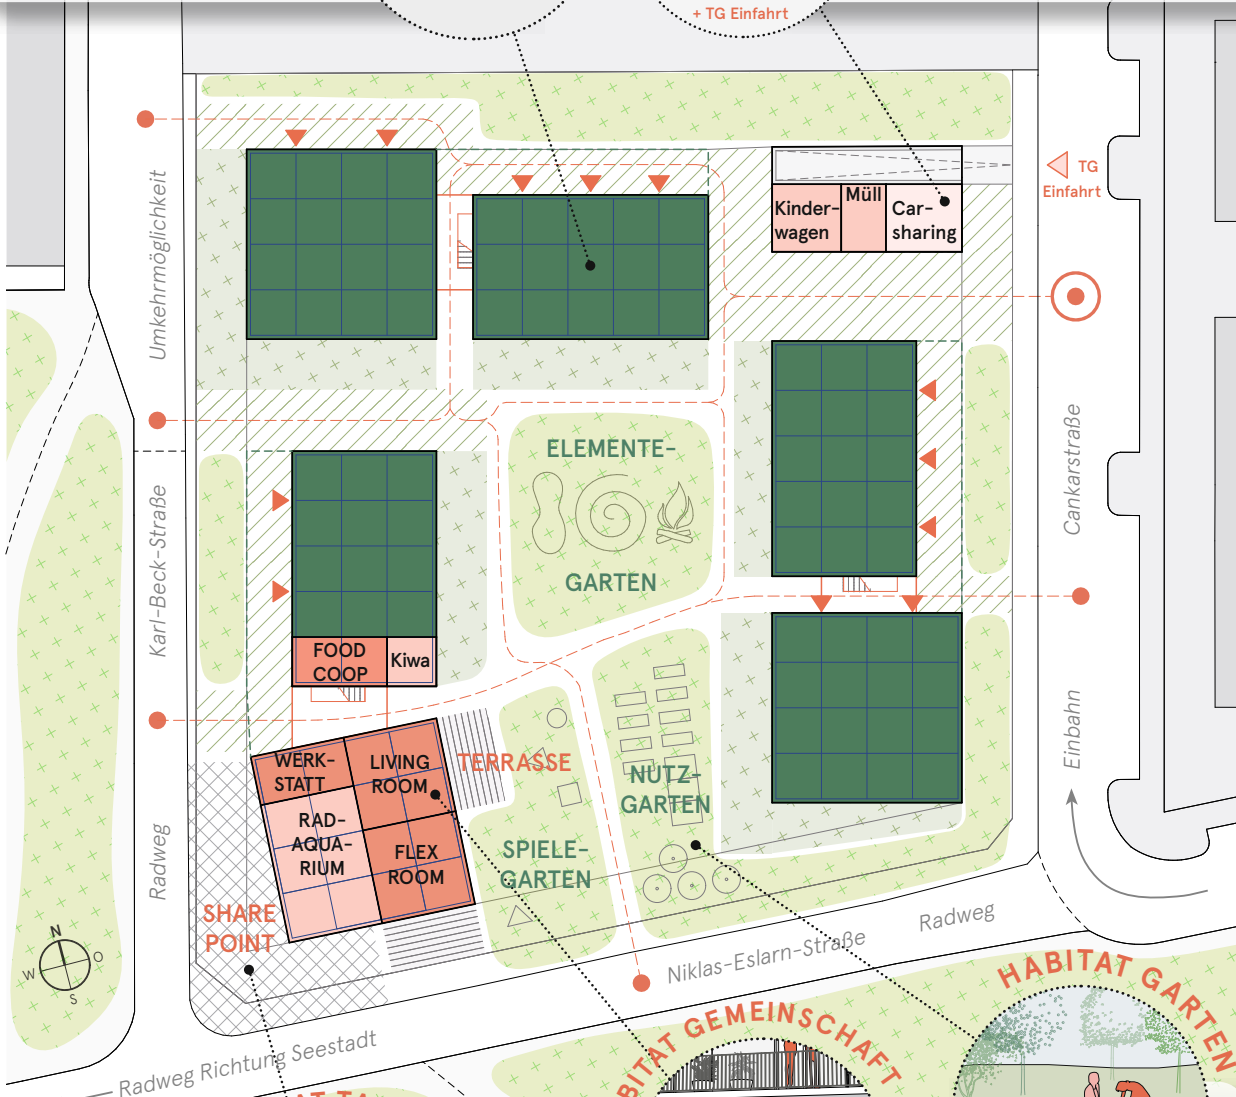 + TG Einfahrt
TG
Einfahrt
Kinder-
wagen
Müll
Car-
sharing
Umkehrmöglichkeit
Karl-Beck-Straße
Radweg
Cankarstraße
Einbahn
ELEMENTE-
GARTEN
FOOD
COOP
Kiwa
WERK-
STATT
LIVING
ROOM
RAD-
AQUA-
RIUM
FLEX
ROOM
TERRASSE
NUTZ-
GARTEN
SPIELE-
GARTEN
SHARE
POINT
N
W
O
S
Niklas-Eslarn-Straße
Radweg
Radweg Richtung Seestadt
BITAT GEMEINSCHAFT
HABITAT GARTEN